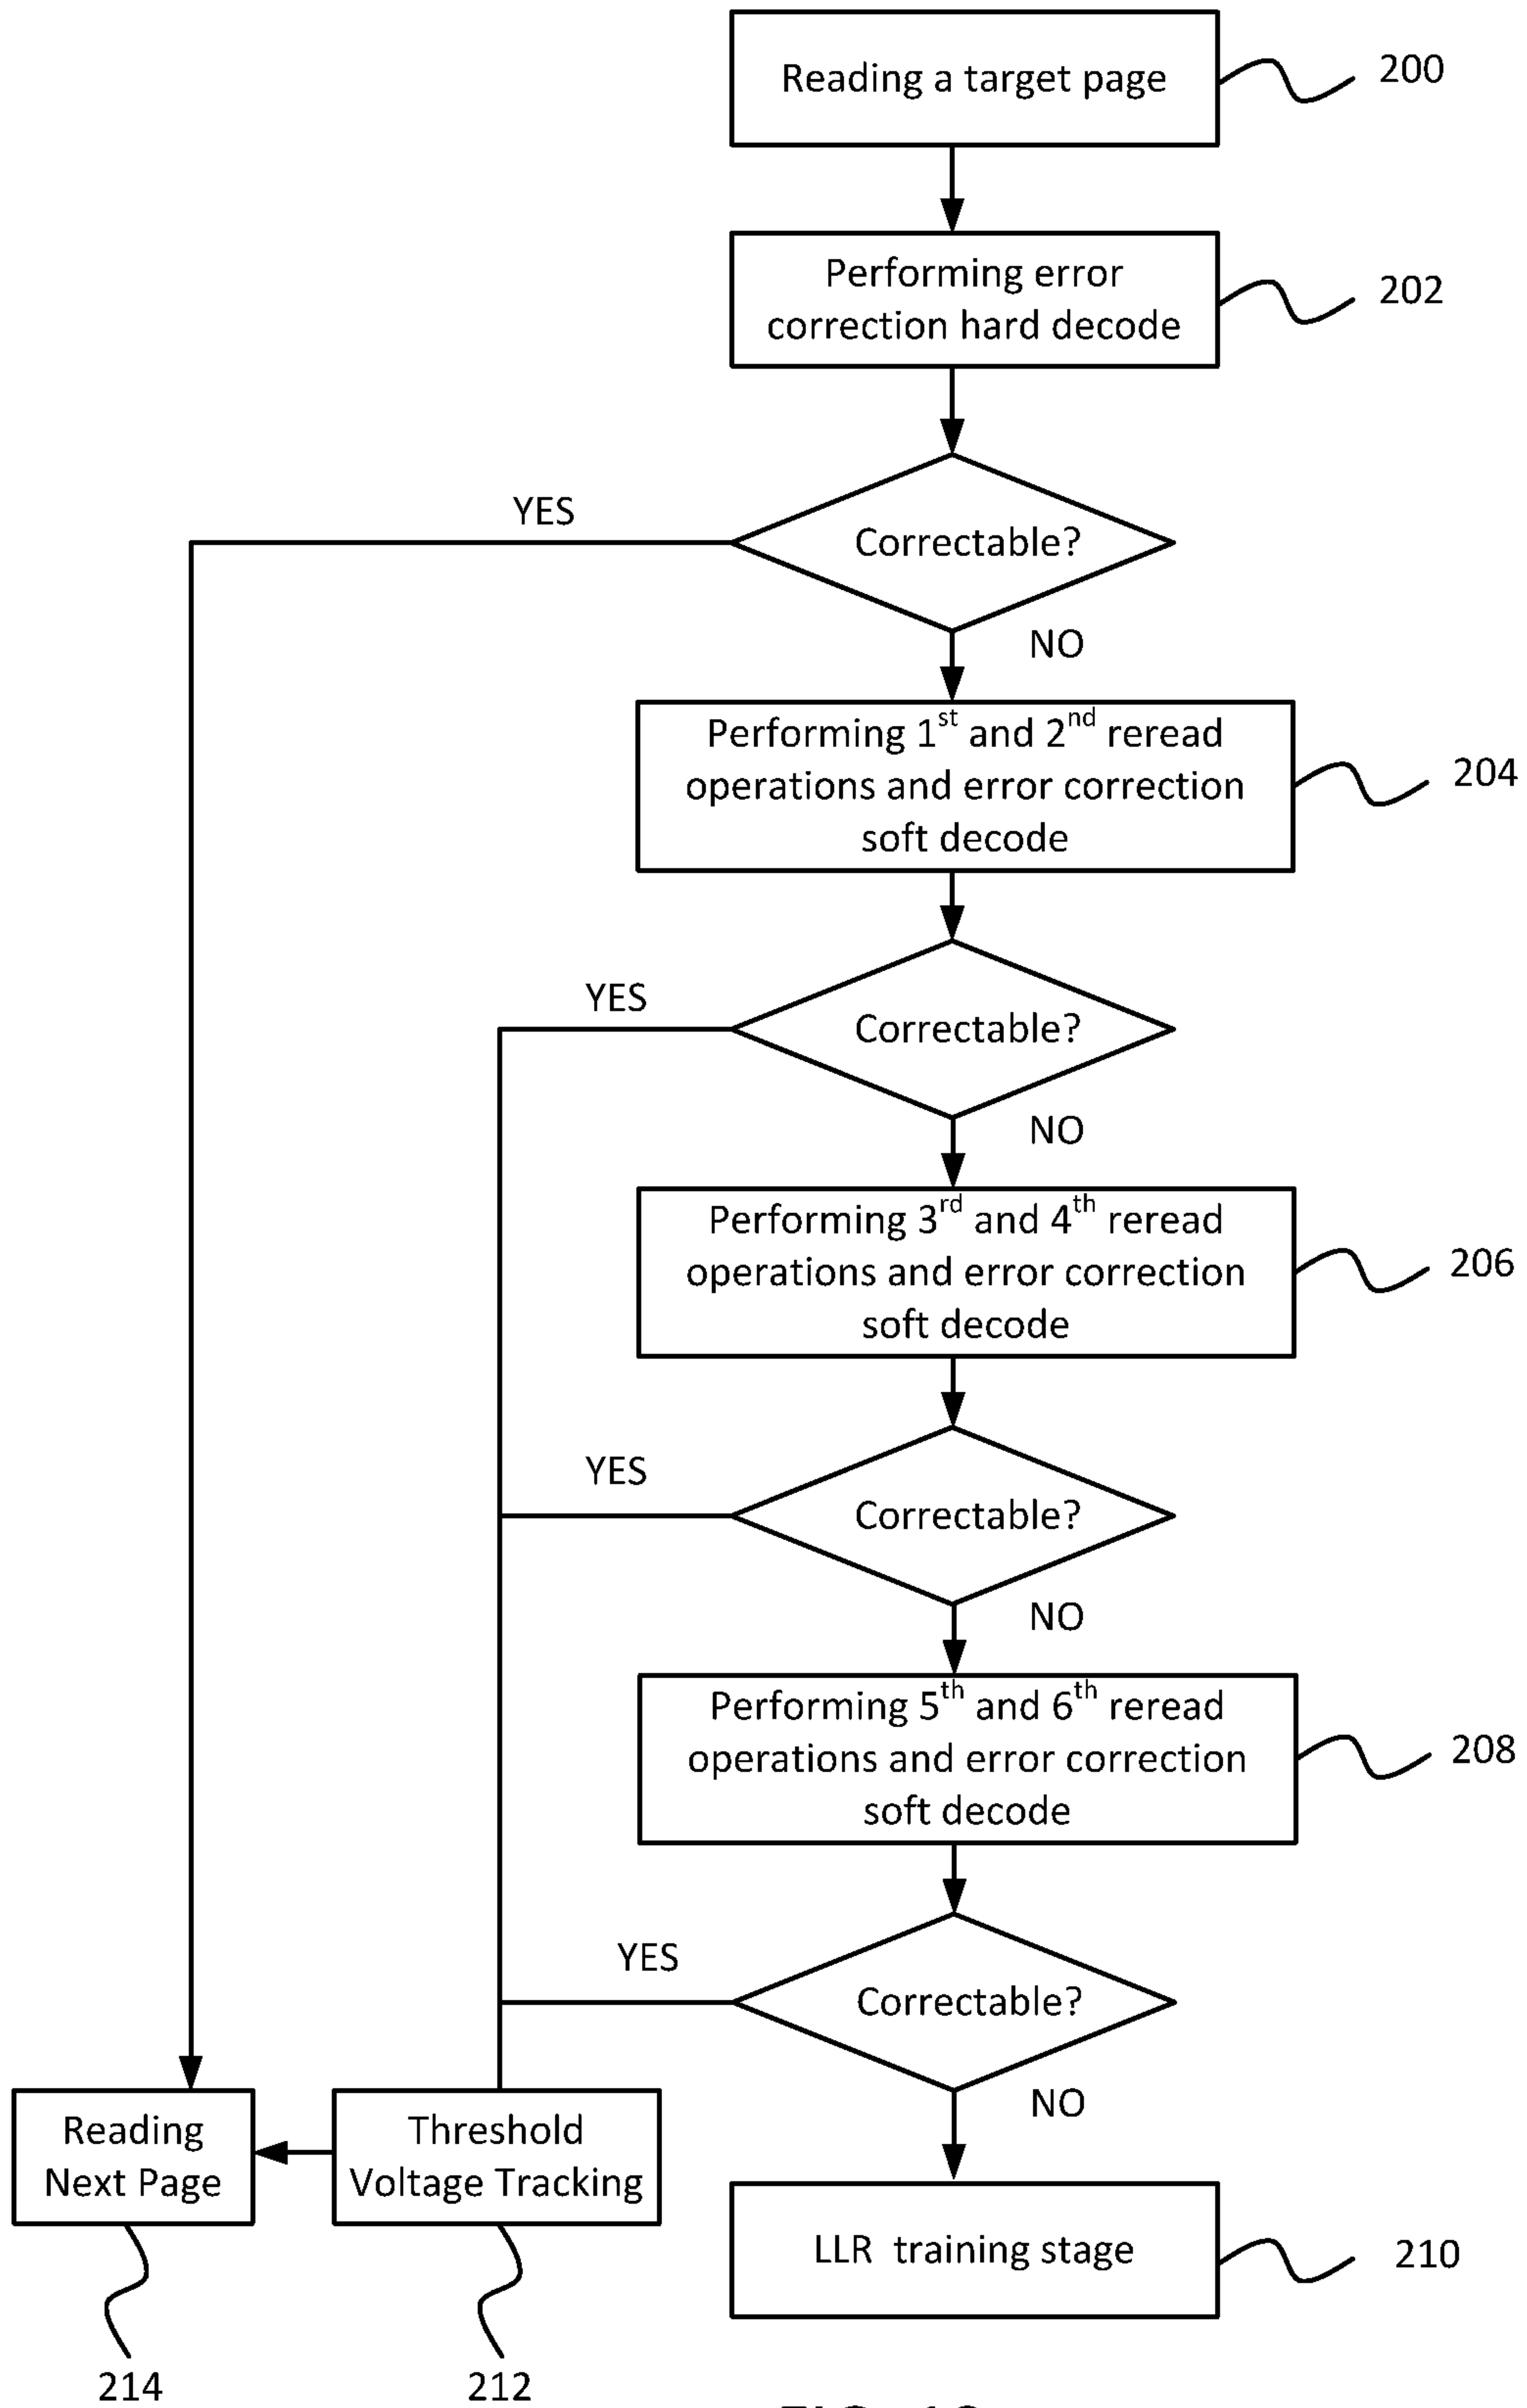 Reading a target page
200
Performing error
correction hard decode
202
Correctable?
YES
NO
Performing 1st and 2nd reread
operations and error correction
soft decode
204
Correctable?
YES
NO
Performing 3rd and 4th reread
operations and error correction
soft decode
206
Correctable?
YES
NO
Performing 5th and 6th reread
operations and error correction
soft decode
208
Correctable?
YES
NO
Reading
Next Page
Threshold
Voltage Tracking
LLR training stage
210
214
212